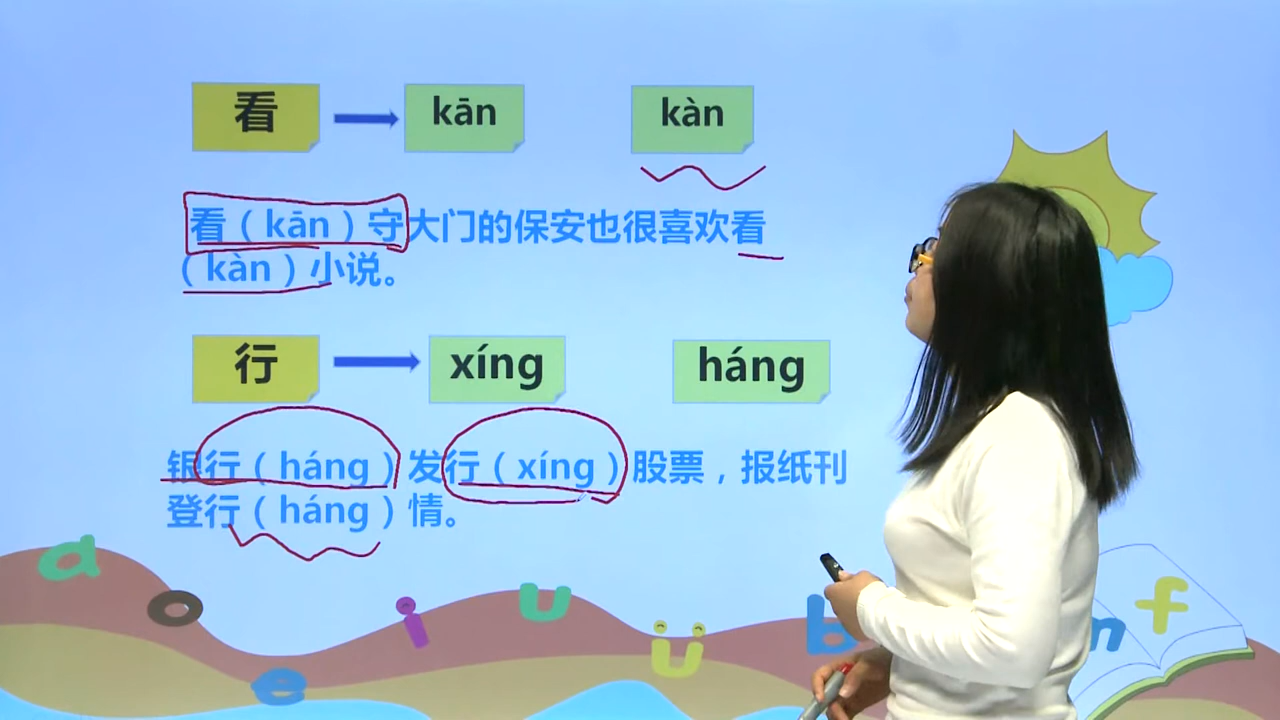 看 kān kàn
看（kān）守大门的保安也很喜欢看
（kàn）小说。
行 xíng háng
银行（háng）发行（xíng）股票，报纸刊
登行（háng）情。
a o e i u ü b m f